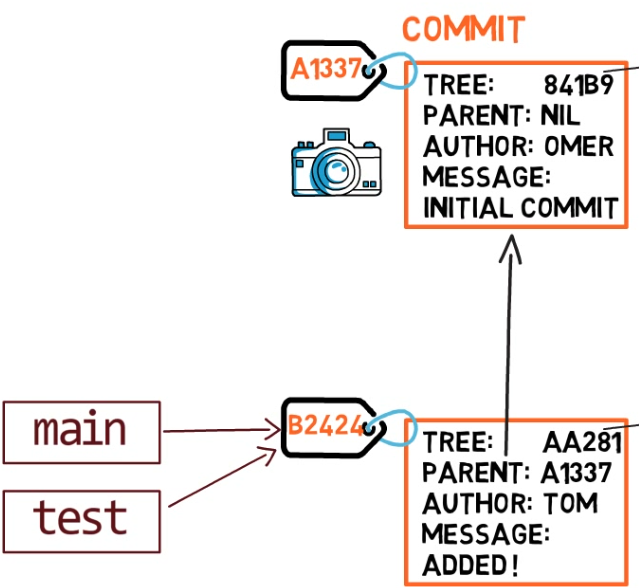 COMMIT
A1337
TREE: 841B9
PARENT: NIL
AUTHOR: OMER
MESSAGE:
INITIAL COMMIT
main
test
B2424
TREE: AA281
PARENT: A1337
AUTHOR: TOM
MESSAGE:
ADDED!